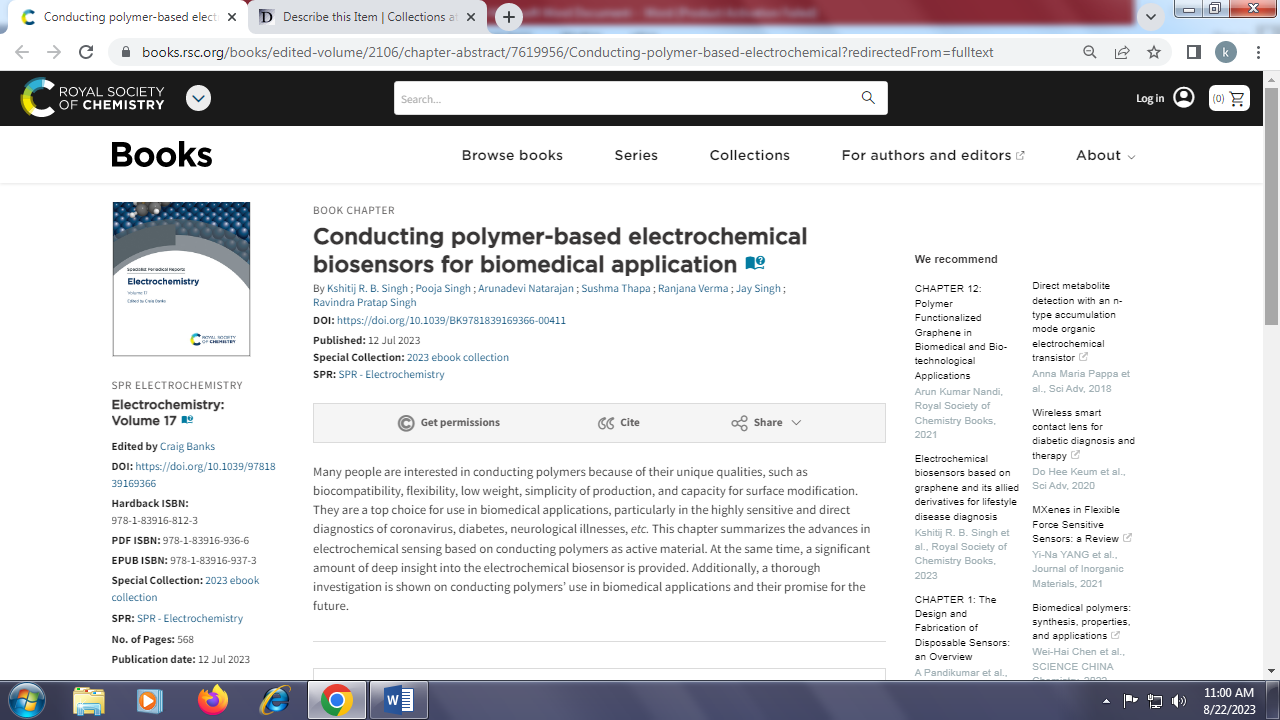 Conducting polymer-based elect
Describe this Item | Collections at
books.rsc.org/books/edited-volume/2106/chapter-abstract/7619956/Conducting-polymer-based-electrochemical?redirectedFrom=fulltext
k
ROYAL SOCIETY
OF CHEMISTRY
Search...
Log in
(0)
Books
Browse books
Series
Collections
For authors and editors
About
Specialist Periodical Reports
Electrochemistry
Volume 17
Edited by Craig Banks
ROYAL SOCIETY
OF CHEMISTRY
SPR ELECTROCHEMISTRY
Electrochemistry:
Volume 17
Edited by Craig Banks
DOI: https://doi.org/10.1039/97818
39169366
Hardback ISBN:
978-1-83916-812-3
PDF ISBN: 978-1-83916-936-6
EPUB ISBN: 978-1-83916-937-3
Special Collection: 2023 ebook
collection
SPR: SPR - Electrochemistry
No. of Pages: 568
Publication date: 12 Jul 2023
BOOK CHAPTER
Conducting polymer-based electrochemical
biosensors for biomedical application
By Kshitij R. B. Singh ; Pooja Singh ; Arunadevi Natarajan ; Sushma Thapa ; Ranjana Verma ; Jay Singh ;
Ravindra Pratap Singh
DOI: https://doi.org/10.1039/BK9781839169366-00411
Published: 12 Jul 2023
Special Collection: 2023 ebook collection
SPR: SPR - Electrochemistry
Get permissions
Cite
Share
Many people are interested in conducting polymers because of their unique qualities, such as
biocompatibility, flexibility, low weight, simplicity of production, and capacity for surface modification.
They are a top choice for use in biomedical applications, particularly in the highly sensitive and direct
diagnostics of coronavirus, diabetes, neurological illnesses, etc. This chapter summarizes the advances in
electrochemical sensing based on conducting polymers as active material. At the same time, a significant
amount of deep insight into the electrochemical biosensor is provided. Additionally, a thorough
investigation is shown on conducting polymers' use in biomedical applications and their promise for the
future.
We recommend
CHAPTER 12:
Polymer
Functionalized
Graphene in
Biomedical and Bio-
technological
Applications
Arun Kumar Nandi,
Royal Society of
Chemistry Books,
2021
Electrochemical
biosensors based on
graphene and its allied
derivatives for lifestyle
disease diagnosis
Kshitij R. B. Singh et
al., Royal Society of
Chemistry Books,
2023
CHAPTER 1: The
Design and
Fabrication of
Disposable Sensors:
an Overview
A Pandikumar et al.,
Direct metabolite
detection with an n-
type accumulation
mode organic
electrochemical
transistor
Anna Maria Pappa et
al., Sci Adv, 2018
Wireless smart
contact lens for
diabetic diagnosis and
therapy
Do Hee Keum et al.,
Sci Adv, 2020
MXenes in Flexible
Force Sensitive
Sensors: a Review
Yi-Na YANG et al.,
Journal of Inorganic
Materials, 2021
Biomedical polymers:
synthesis, properties,
and applications
Wei-Hai Chen et al.,
SCIENCE CHINA
Chemistry, 2022
11:00 AM
8/22/2023